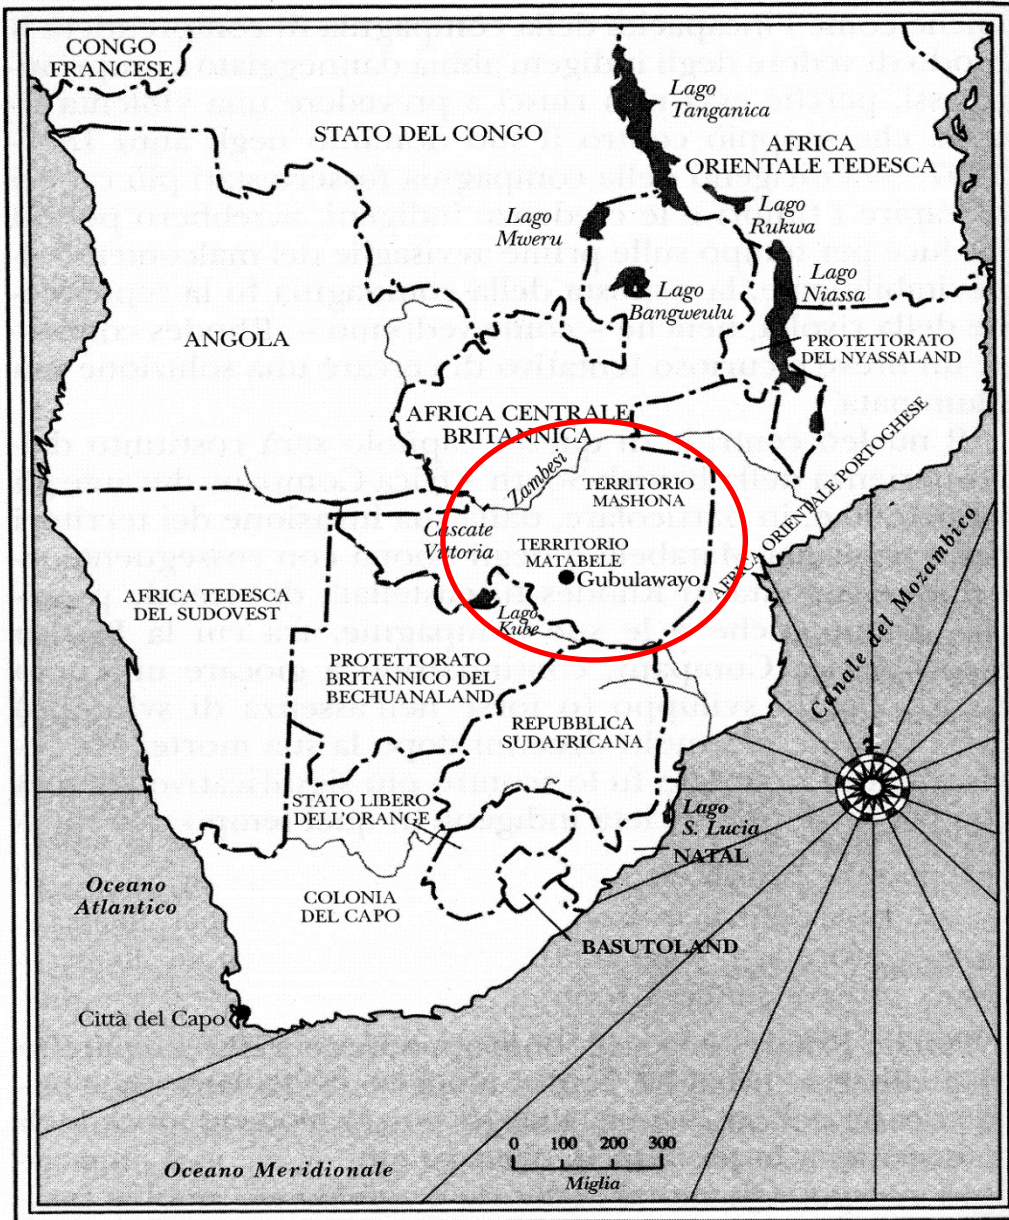 CONGO
FRANCESE
STATO DEL CONGO
Lago
Tanganica
AFRICA
ORIENTALE TEDESCA
Lago
Mweru
Lago
Rukwa
Lago
Niassa
Lago
Bangweulu
ANGOLA
PROTETTORATO
DEL NYASSALAND
AFRICA CENTRALE
BRITANNICA
Zambesi
TERRITORIO
MASHONA
AFRICA ORIENTALE PORTOGHESE
Cascate
Vittoria
TERRITORIO
MATABELE
Gubulawayo
Lago
Kube
AFRICA TEDESCA
DEL SUDOVEST
Canale del Mozambico
PROTETTORATO
BRITANNICO DEL
BECHUANALAND
REPUBBLICA
SUDAFRICANA
STATO LIBERO
DELL'ORANGE
Lago
S. Lucia
NATAL
Oceano
Atlantico
COLONIA
DEL CAPO
BASUTOLAND
Città del Capo
0 100 200 300
Miglia
Oceano Meridionale